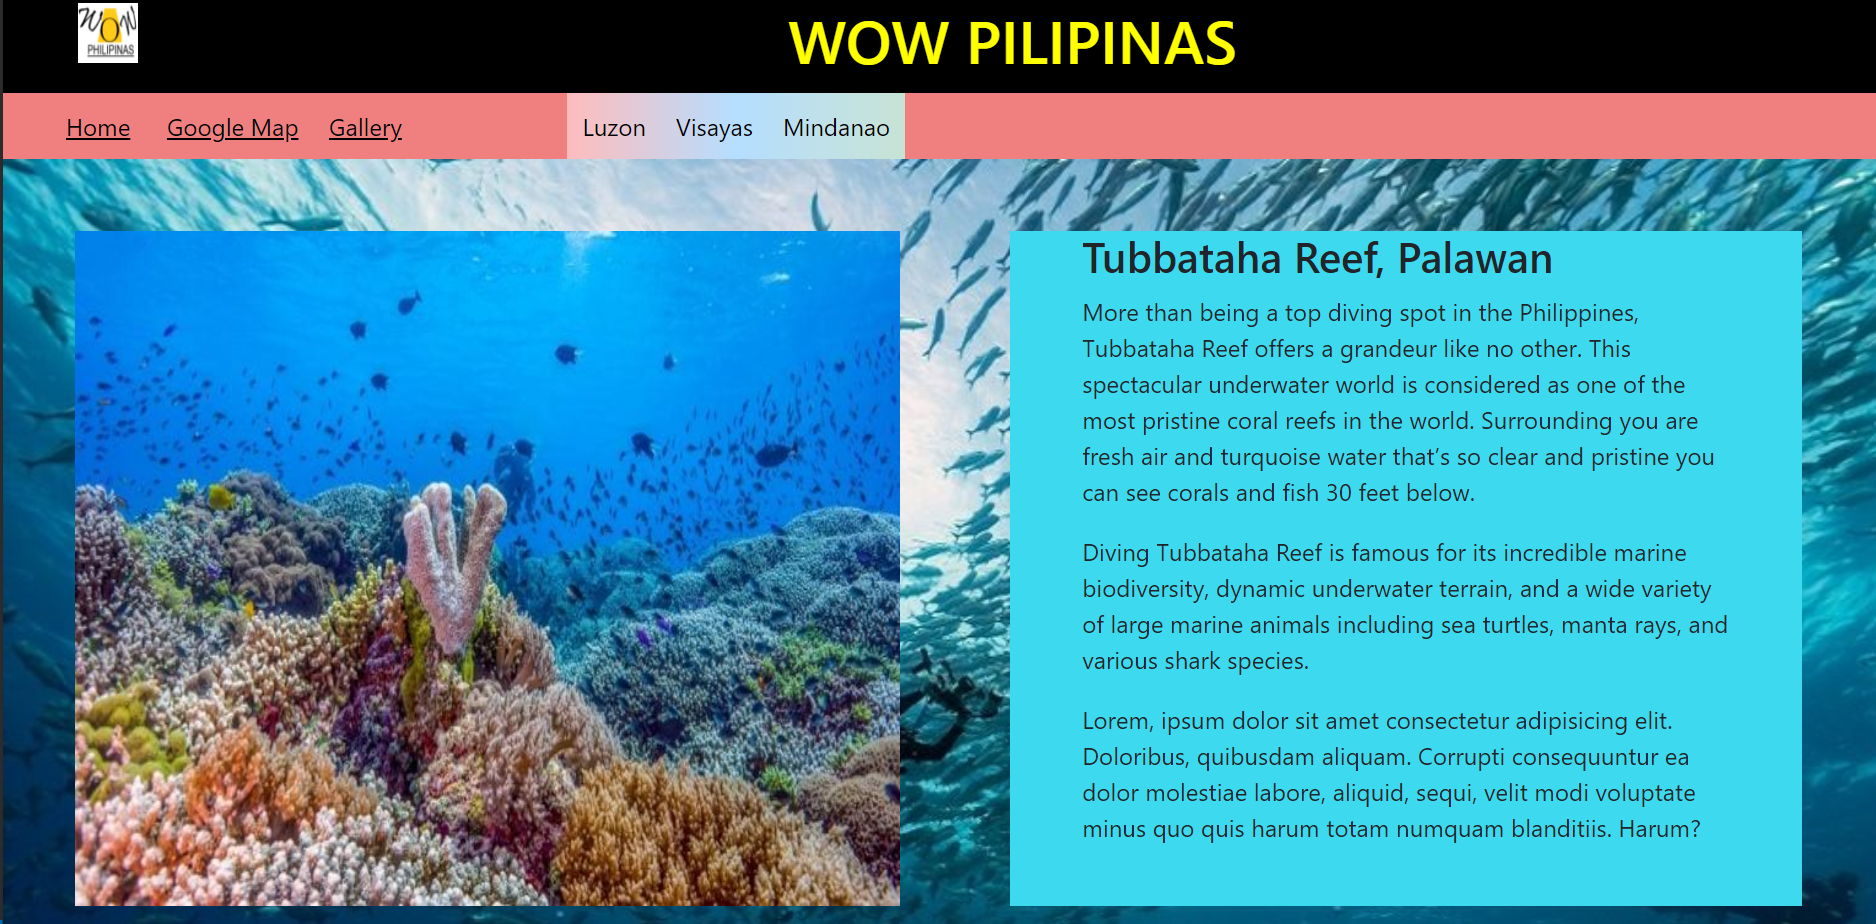 WOW
PHILIPINAS
WOW PILIPINAS
Home Google Map Gallery Luzon Visayas Mindanao
Tubbataha Reef, Palawan
More than being a top diving spot in the Philippines,
Tubbataha Reef offers a grandeur like no other. This
spectacular underwater world is considered as one of the
most pristine coral reefs in the world. Surrounding you are
fresh air and turquoise water that’s so clear and pristine you
can see corals and fish 30 feet below.
Diving Tubbataha Reef is famous for its incredible marine
biodiversity, dynamic underwater terrain, and a wide variety
of large marine animals including sea turtles, manta rays, and
various shark species.
Lorem, ipsum dolor sit amet consectetur adipisicing elit.
Doloribus, quibusdam aliquam. Corrupti consequuntur ea
dolor molestiae labore, aliquid, sequi, velit modi voluptate
minus quo quis harum totam numquam blanditiis. Harum?